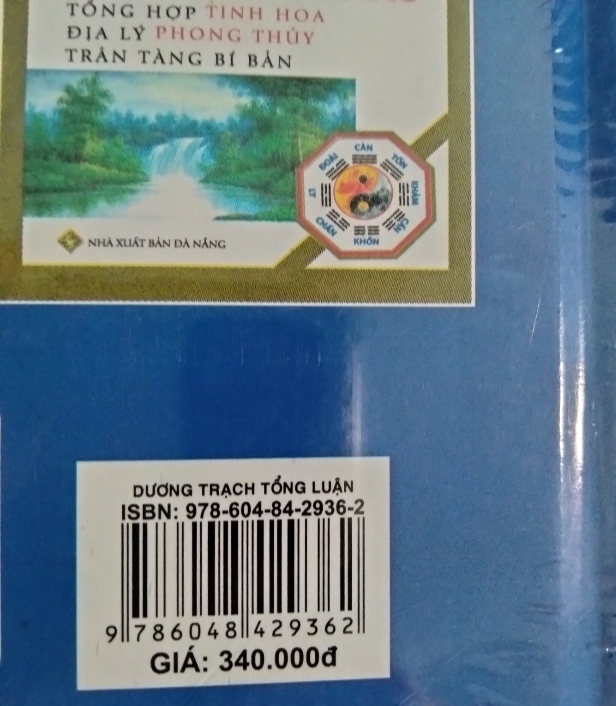 TỔNG HỢP TINH HOA
ĐỊA LÝ PHONG THỦY
TRÂN TÀNG BÍ BẢN
CÀN
ĐOÀI
TỐN
LY
KHẢM
CHẤN
CẤN
KHÔN
NHÀ XUẤT BẢN ĐÀ NẴNG
DƯƠNG TRẠCH TỔNG LUẬN
ISBN: 978-604-84-2936-2
9 786048 429362
GIÁ: 340.000đ